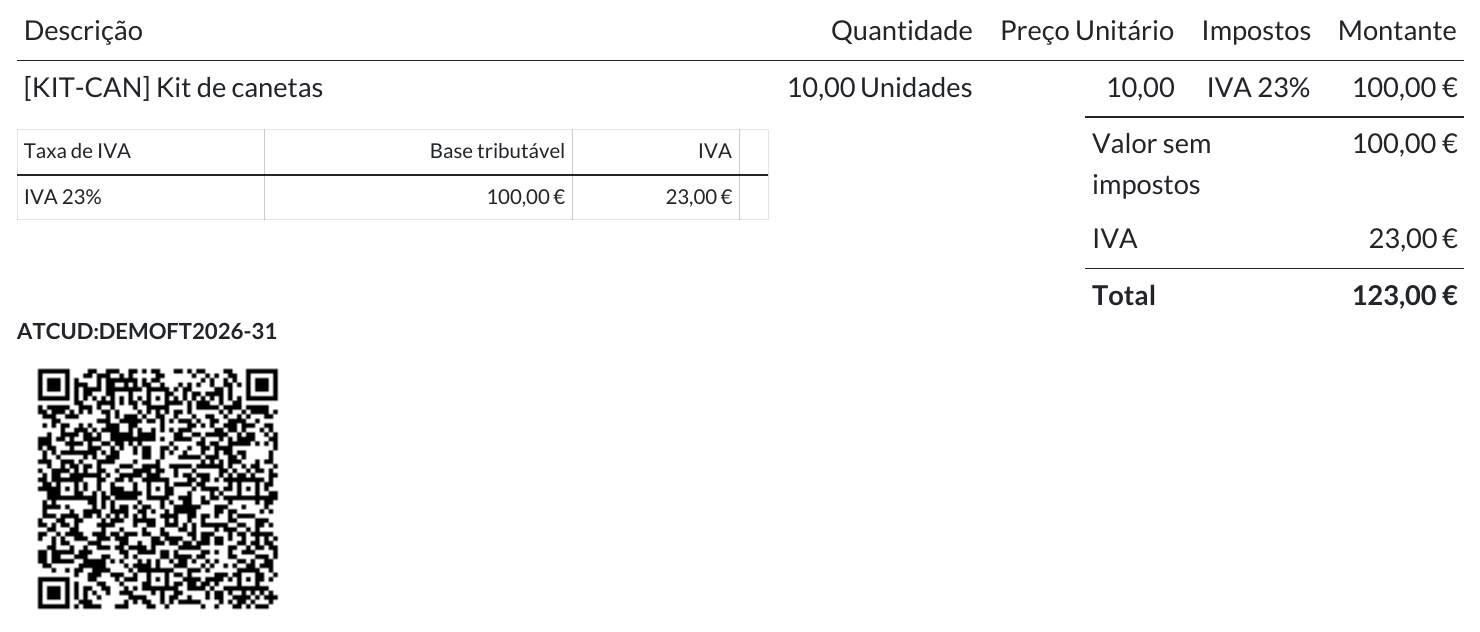 Descrição Quantidade Preço Unitário Impostos Montante
[KIT-CAN] Kit de canetas 10,00 Unidades 10,00 IVA 23% 100,00 €
Taxa de IVA Base tributável IVA
IVA 23% 100,00 € 23,00 €
Valor sem impostos 100,00 €
IVA 23,00 €
Total 123,00 €
ATCUD:DEMOFT2026-31